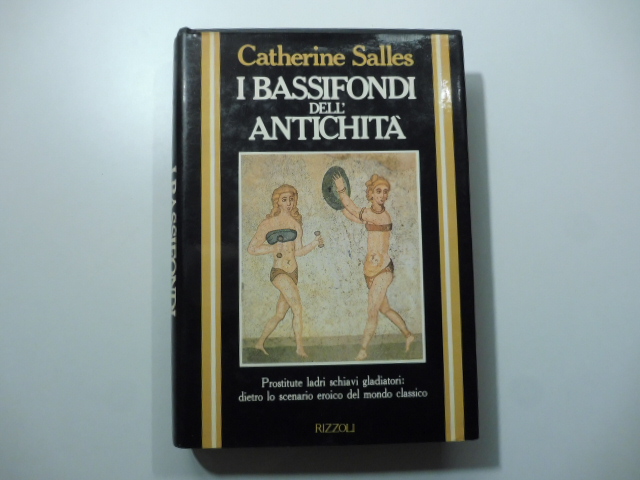 Catherine Salles
I BASSIFONDI
DELL'
ANTICHITÀ
Prostitute ladri schiavi gladiatori:
dietro lo scenario eroico del mondo classico
RIZZOLI
I BASSIFONDI